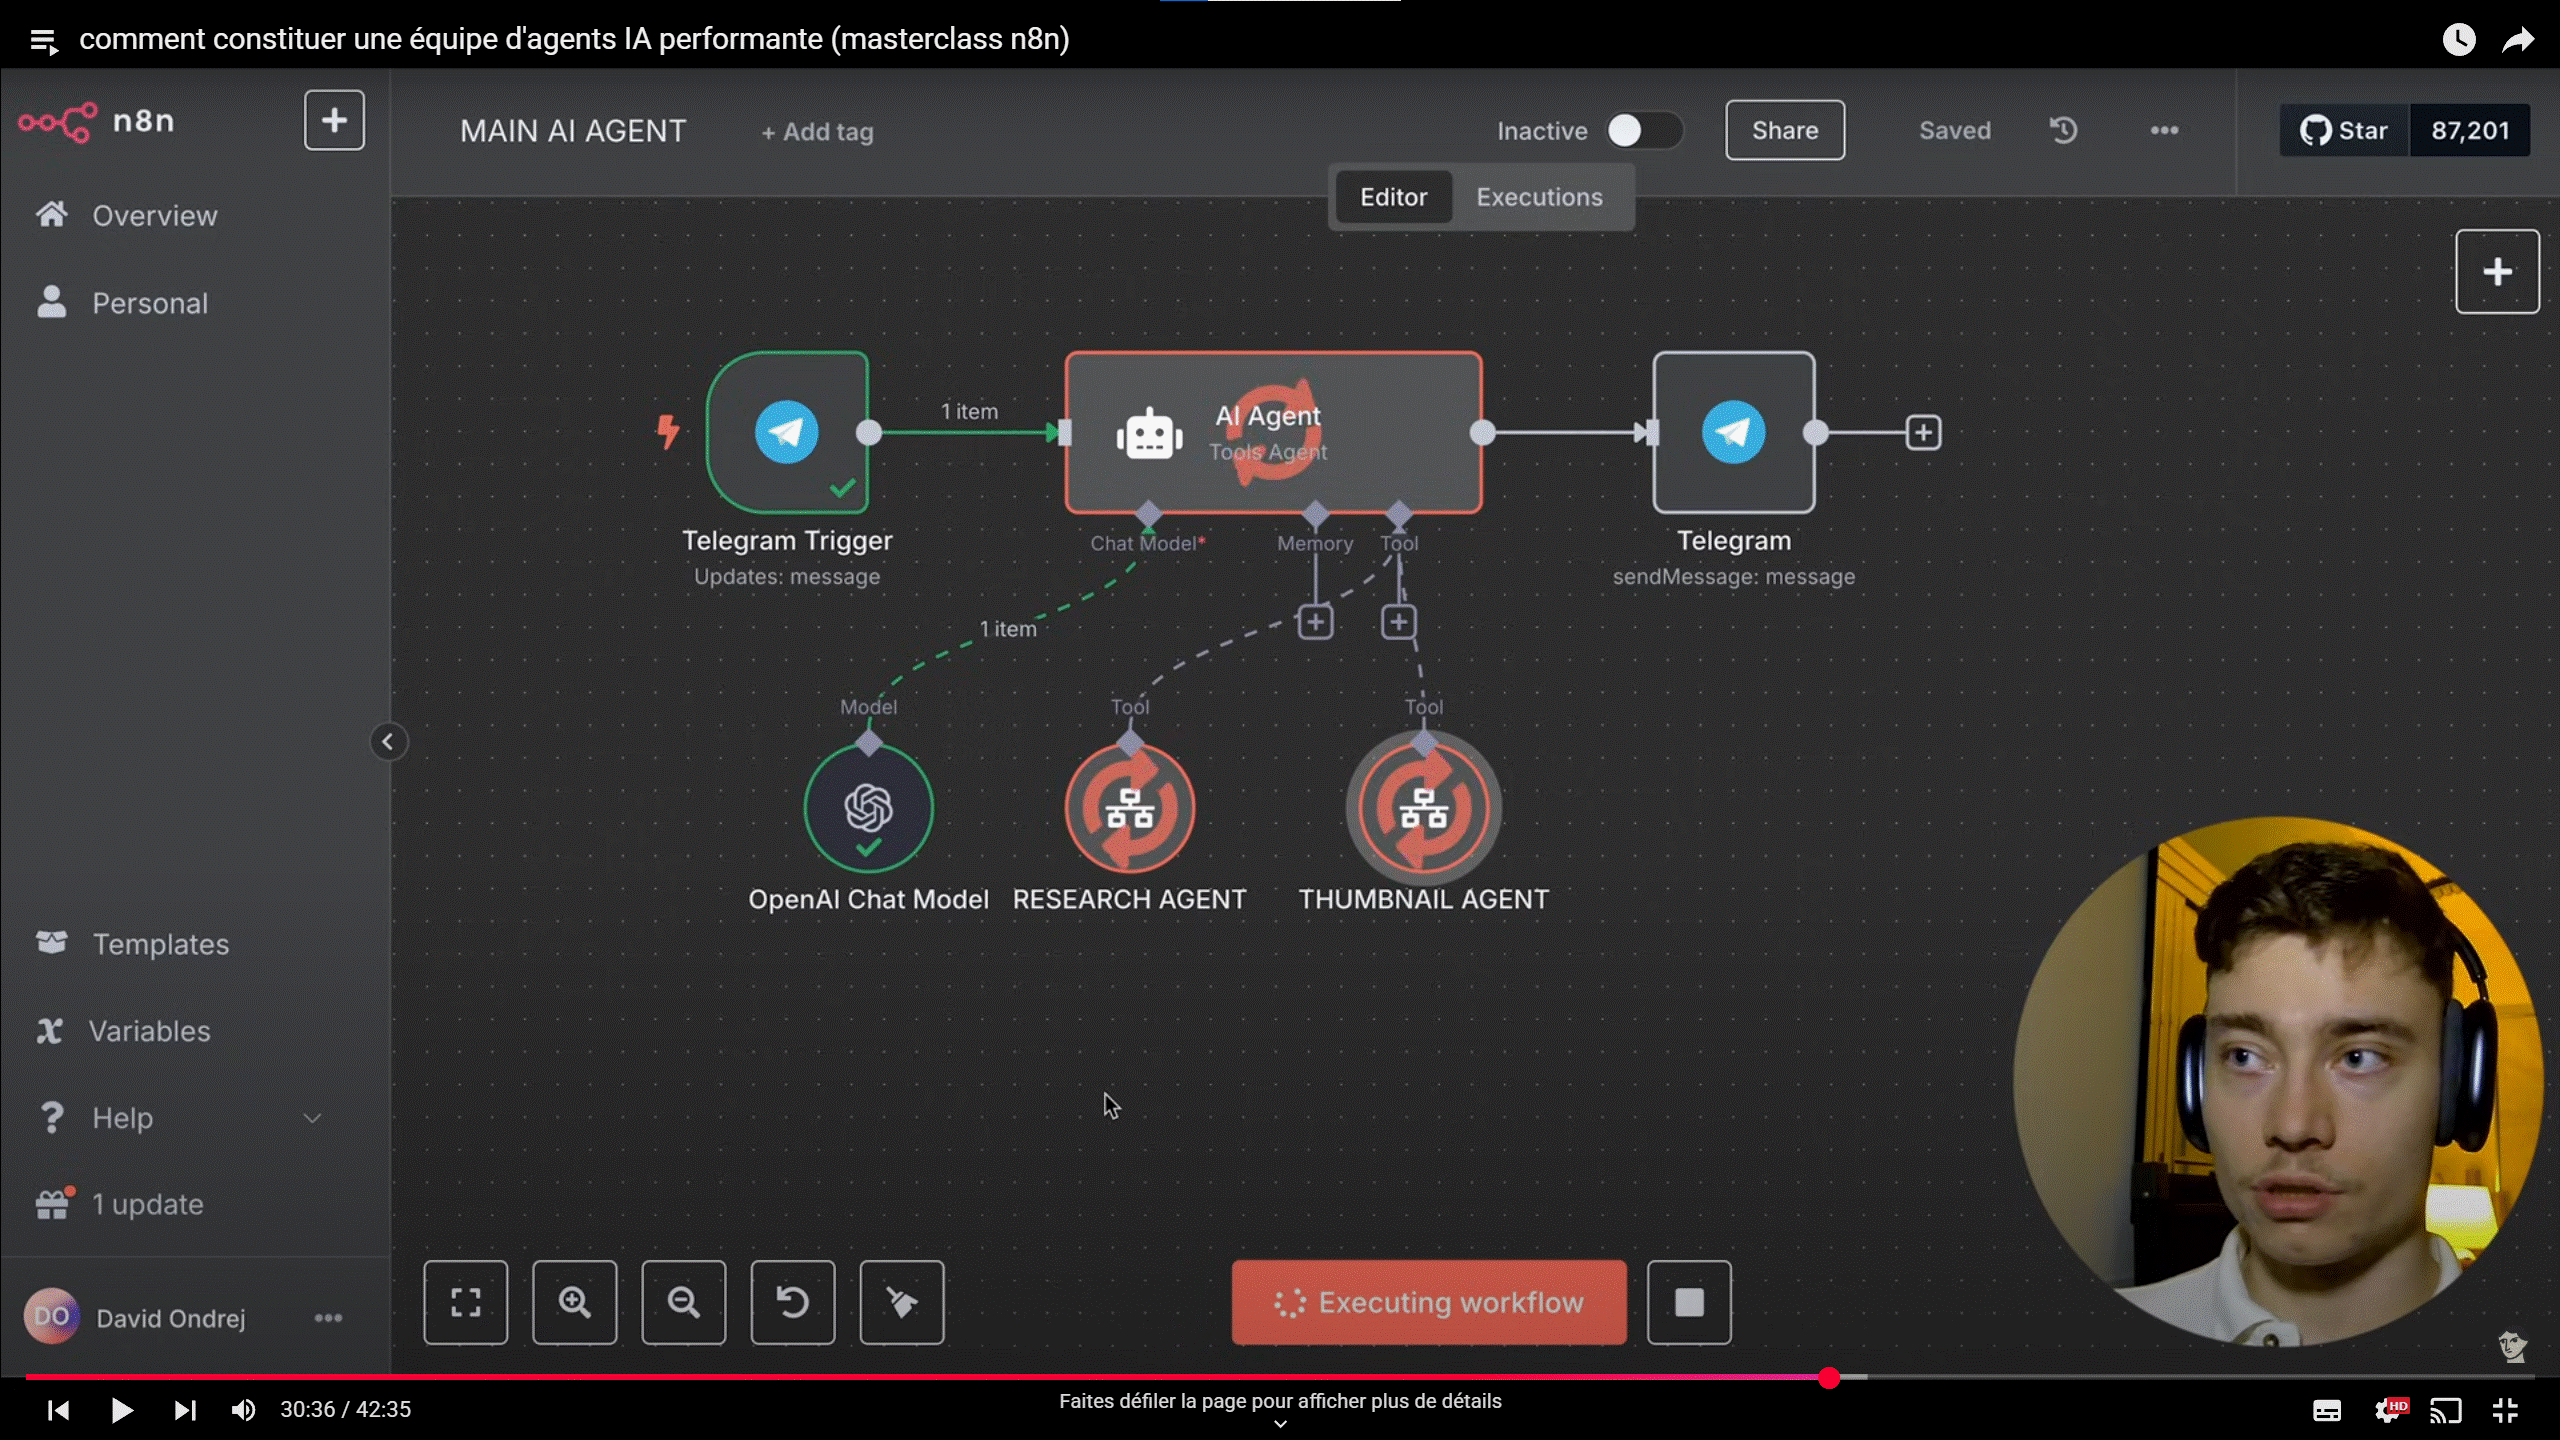 comment constituer une équipe d'agents IA performante (masterclass n8n)
n8n
MAIN AI AGENT
+ Add tag
Inactive
Share
Saved
Star
87,201
Editor
Executions
Overview
Personal
1 item
AI Agent
Tools Agent
Telegram Trigger
Updates: message
Chat Model*
Memory
Tool
Telegram
sendMessage: message
1 item
Model
Tool
Tool
OpenAI Chat Model
RESEARCH AGENT
THUMBNAIL AGENT
Templates
Variables
Help
1 update
DO
David Ondrej
Executing workflow
30:36 / 42:35
Faites défiler la page pour afficher plus de détails
HD